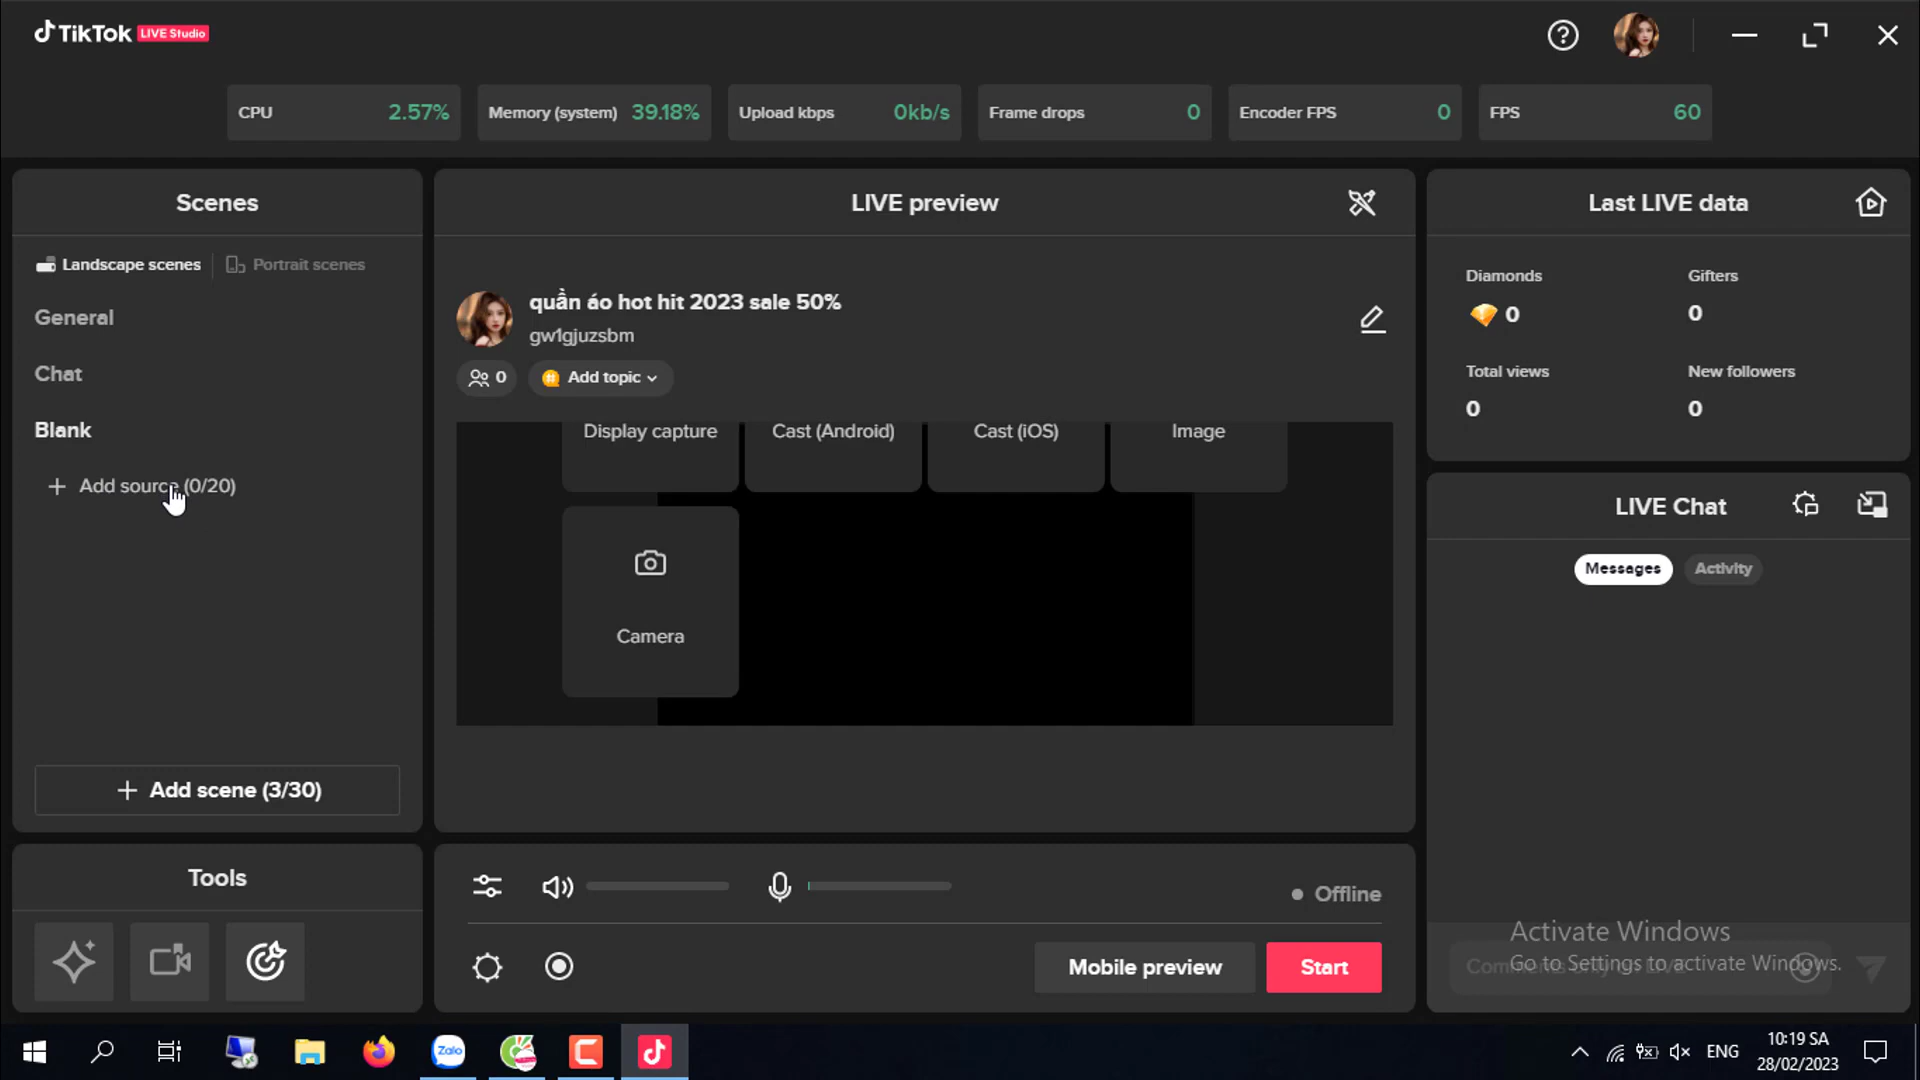 TikTok LIVE Studio
CPU 2.57%
Memory (system) 39.18%
Upload kbps 0kb/s
Frame drops 0
Encoder FPS 0
FPS 60
Scenes
Landscape scenes
Portrait scenes
General
Chat
Blank
+ Add source (0/20)
+ Add scene (3/30)
Tools
LIVE preview
quần áo hot hit 2023 sale 50%
gw1gjuzsbm
0
Add topic
Display capture
Cast (Android)
Cast (iOS)
Image
Camera
Offline
Mobile preview
Start
Last LIVE data
Diamonds
0
Gifters
0
Total views
0
New followers
0
LIVE Chat
Messages
Activity
Activate Windows
Go to Settings to activate Windows.
Zalo
ENG
10:19 SA
28/02/2023